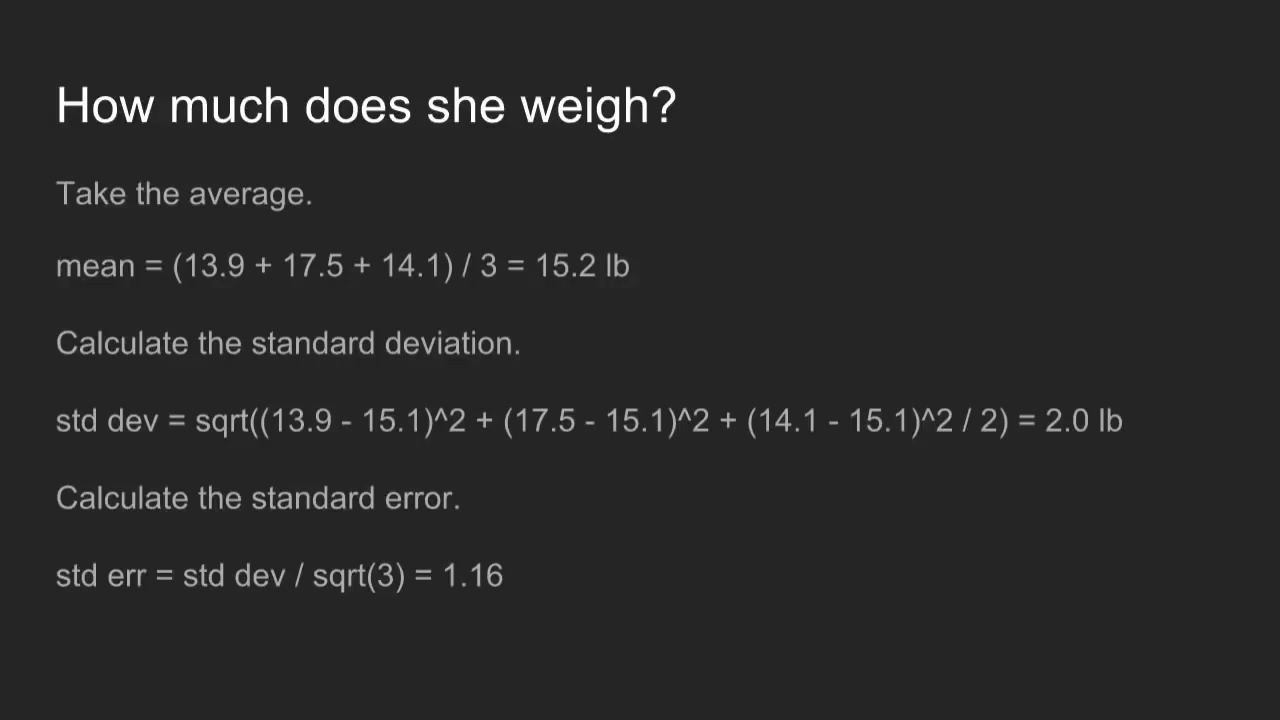 How much does she weigh?
Take the average.
mean = (13.9 + 17.5 + 14.1) / 3 = 15.2 lb
Calculate the standard deviation.
std dev = sqrt((13.9 - 15.1)^2 + (17.5 - 15.1)^2 + (14.1 - 15.1)^2 / 2) = 2.0 lb
Calculate the standard error.
std err = std dev / sqrt(3) = 1.16